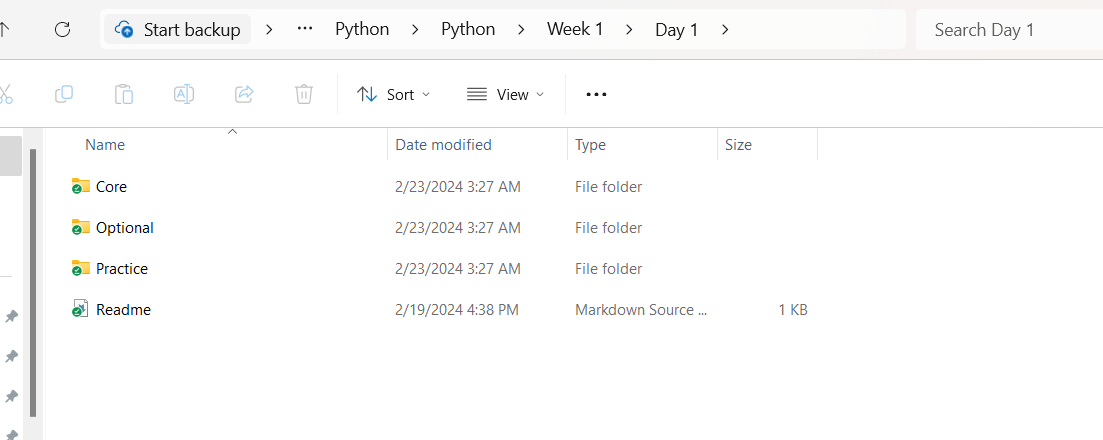 Start backup > ··· Python > Python > Week 1 > Day 1 > Search Day 1
Sort View ···
Name Date modified Type Size
Core 2/23/2024 3:27 AM File folder
Optional 2/23/2024 3:27 AM File folder
Practice 2/23/2024 3:27 AM File folder
Readme 2/19/2024 4:38 PM Markdown Source ... 1 KB